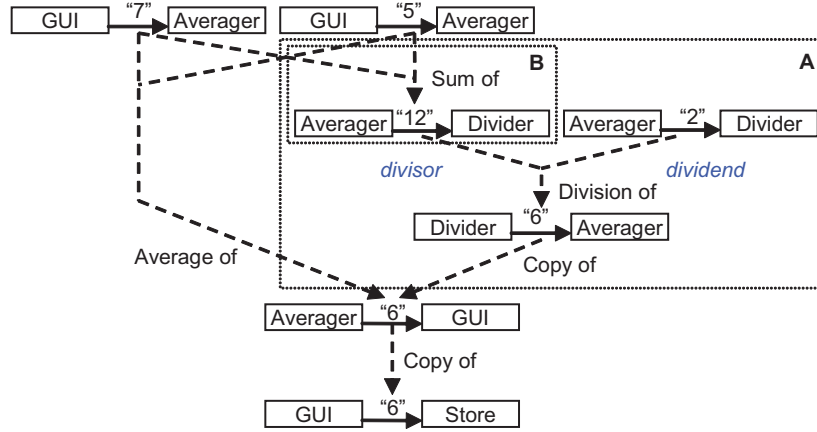 GUI "7" Averager GUI "5" Averager
B A
Sum of
Averager "12" Divider Averager "2" Divider
divisor dividend
Division of
Divider "6" Averager
Average of Copy of
Averager "6" GUI
Copy of
GUI "6" Store